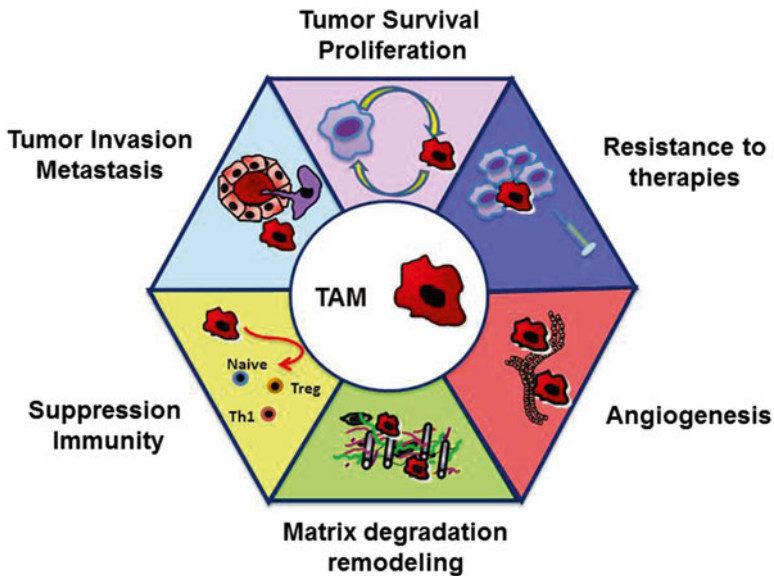 Tumor Survival
Proliferation
Tumor Invasion
Metastasis
Resistance to
therapies
TAM
Naive
Treg
Th1
Suppression
Immunity
Angiogenesis
Matrix degradation
remodeling